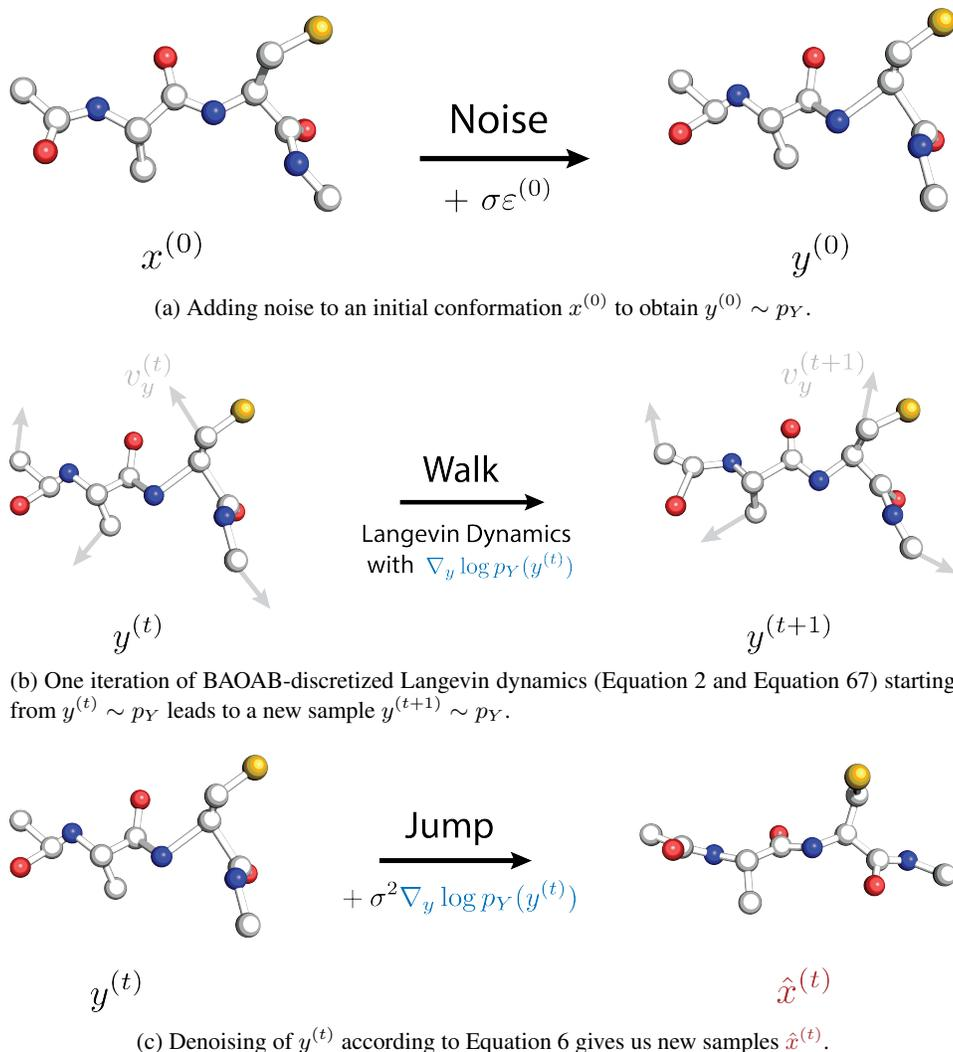 Noise
+ σε^{(0)}
x^{(0)}
y^{(0)}
(a) Adding noise to an initial conformation x^{(0)} to obtain y^{(0)} ∼ p_Y.
v_y^{(t)}
v_y^{(t+1)}
Walk
Langevin Dynamics
with ∇_y log p_Y(y^{(t)})
y^{(t)}
y^{(t+1)}
(b) One iteration of BAOAB-discretized Langevin dynamics (Equation 2 and Equation 67) starting
from y^{(t)} ∼ p_Y leads to a new sample y^{(t+1)} ∼ p_Y.
Jump
+ σ^2∇_y log p_Y(y^{(t)})
y^{(t)}
x̂^{(t)}
(c) Denoising of y^{(t)} according to Equation 6 gives us new samples x̂^{(t)}.